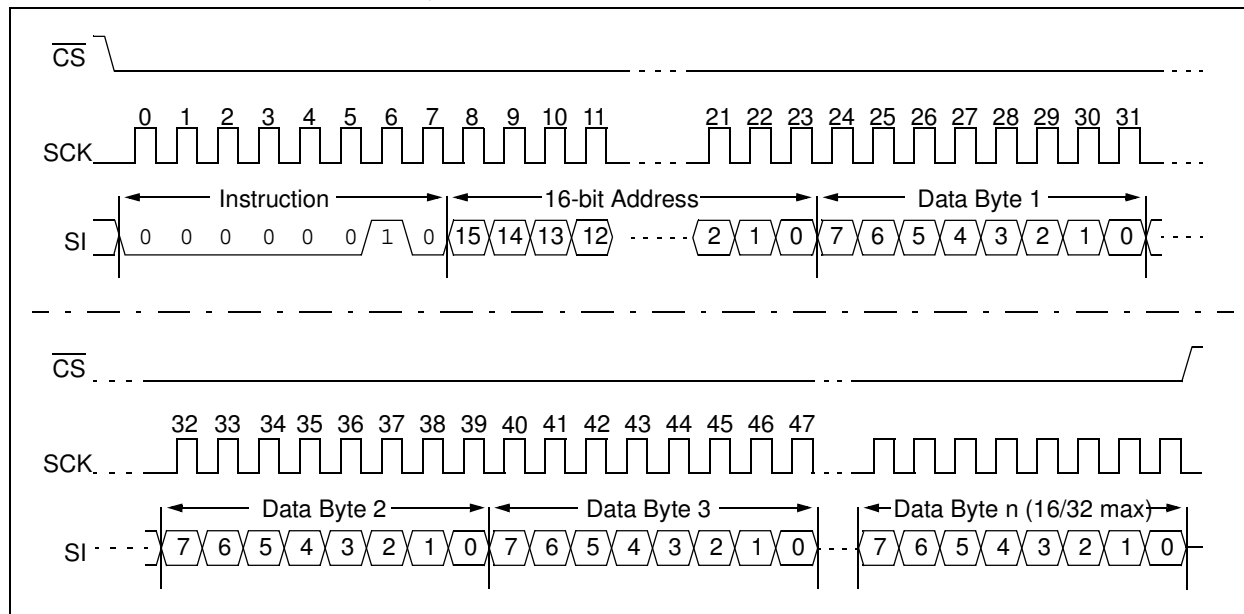 CS
0 1 2 3 4 5 6 7 8 9 10 11 21 22 23 24 25 26 27 28 29 30 31
SCK
Instruction 16-bit Address Data Byte 1
SI 0 0 0 0 0 0 1 0 15 14 13 12 2 1 0 7 6 5 4 3 2 1 0
CS
32 33 34 35 36 37 38 39 40 41 42 43 44 45 46 47
SCK
Data Byte 2 Data Byte 3 Data Byte n (16/32 max)
SI 7 6 5 4 3 2 1 0 7 6 5 4 3 2 1 0 7 6 5 4 3 2 1 0